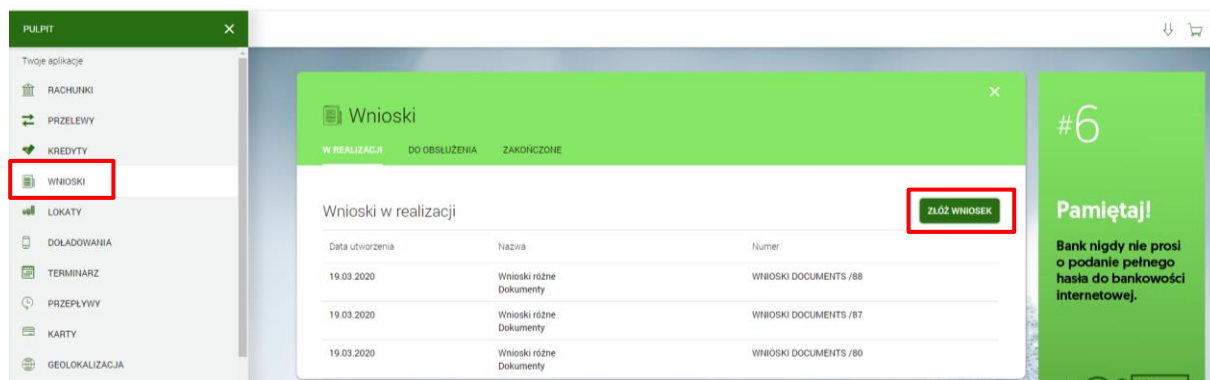 PULPIT
Twoje aplikacje
RACHUNKI
PRZELEWY
KREDYTY
WNIOSKI
LOKATY
DOŁADOWANIA
TERMINARZ
PRZEPŁYWY
KARTY
GEOLOKALIZACJA
Wnioski
W REALIZACJI DO OBSŁUŻENIA ZAKOŃCZONE
Wnioski w realizacji
ZŁÓŻ WNIOSEK
Data utworzenia Nazwa Numer
19.03.2020 Wnioski różne WNIOSKI DOCUMENTS /88
Dokumenty
19.03.2020 Wnioski różne WNIOSKI DOCUMENTS /87
Dokumenty
19.03.2020 Wnioski różne WNIOSKI DOCUMENTS /80
Dokumenty
#6
Pamiętaj!
Bank nigdy nie prosi
o podanie pełnego
hasła do bankowości
internetowej.